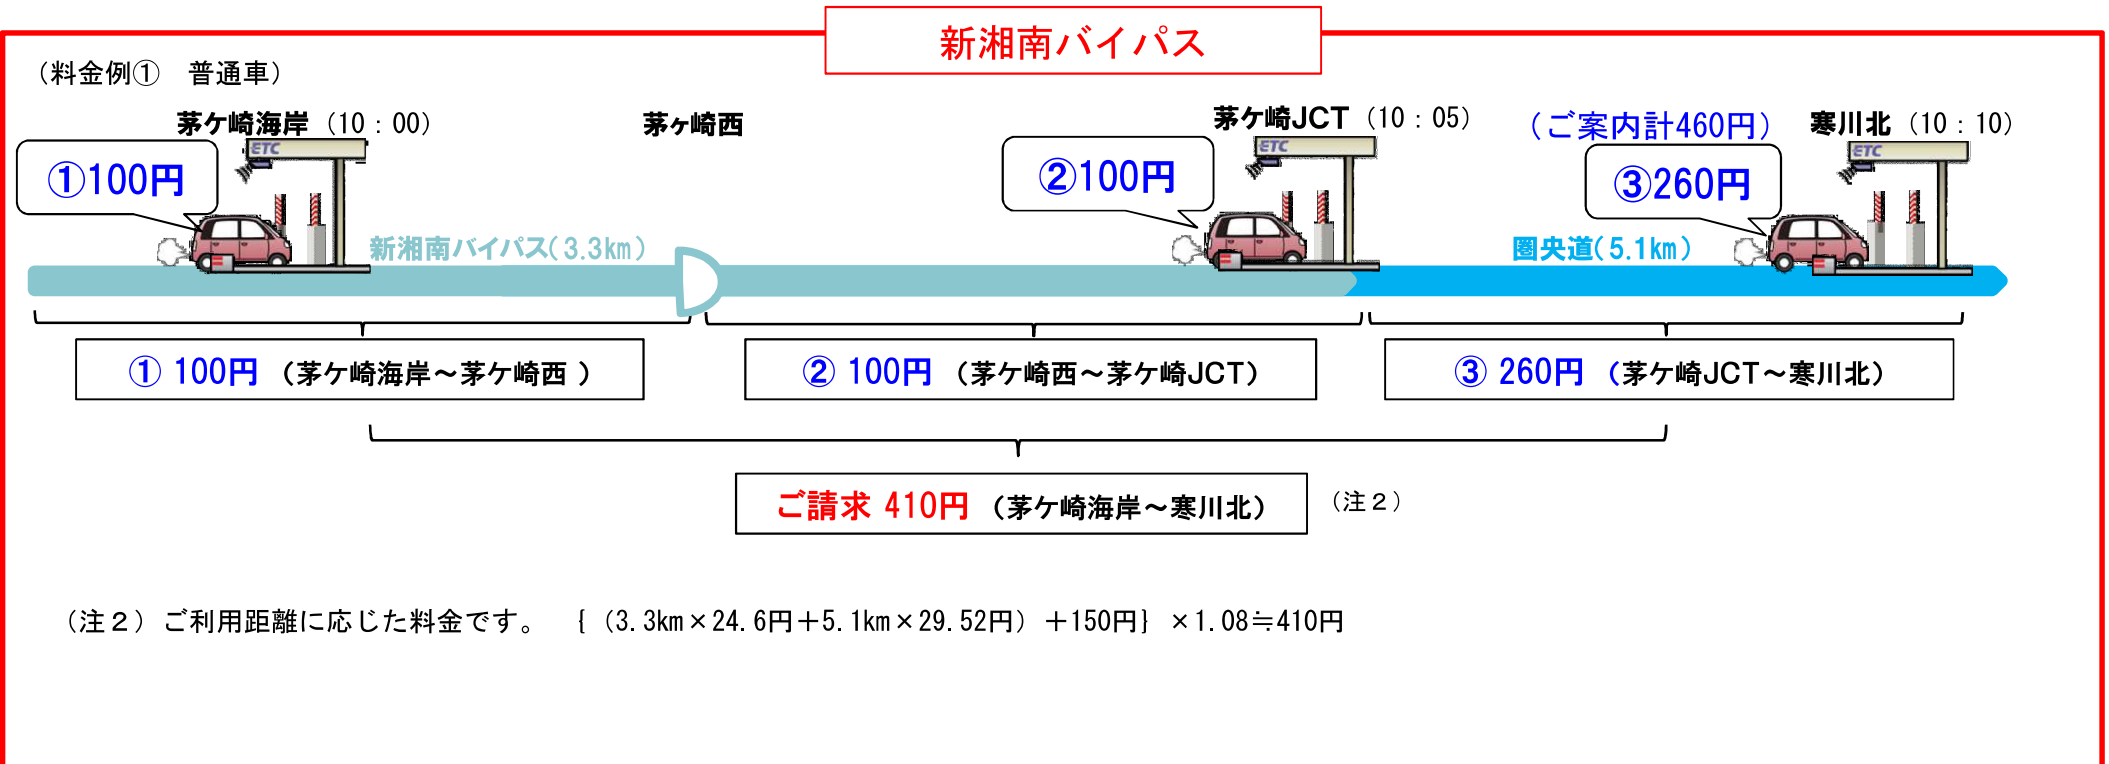 新湘南バイパス
（料金例①　普通車）
茅ケ崎海岸（10：00）
茅ヶ崎西
茅ケ崎JCT（10：05）
（ご案内計460円）
寒川北（10：10）
ETC
ETC
ETC
①100円
②100円
③260円
新湘南バイパス(3.3km)
圏央道(5.1km)
① 100円 （茅ケ崎海岸～茅ケ崎西 ）
② 100円 （茅ケ崎西～茅ケ崎JCT）
③ 260円 （茅ケ崎JCT～寒川北）
ご請求 410円 （茅ケ崎海岸～寒川北）
（注２）
（注２）ご利用距離に応じた料金です。 {（3.3km×24.6円＋5.1km×29.52円）＋150円} ×1.08≒410円